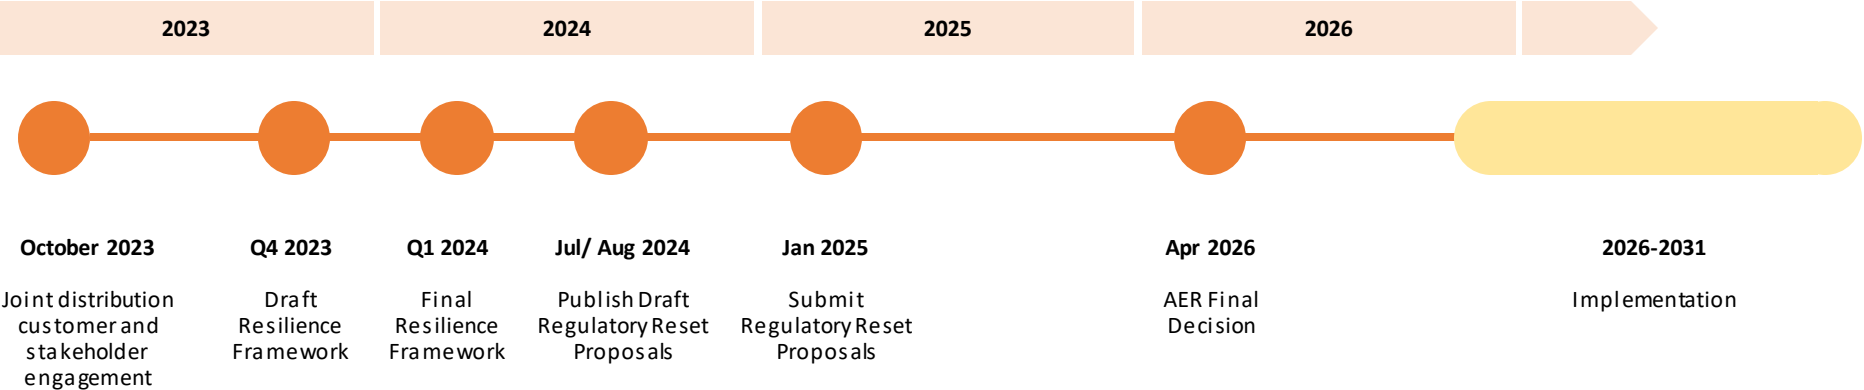 2023
2024
2025
2026
October 2023
Joint distribution
customer and
stakeholder
engagement
Q4 2023
Draft
Resilience
Framework
Q1 2024
Final
Resilience
Framework
Jul/ Aug 2024
Publish Draft
Regulatory Reset
Proposals
Jan 2025
Submit
Regulatory Reset
Proposals
Apr 2026
AER Final
Decision
2026-2031
Implementation